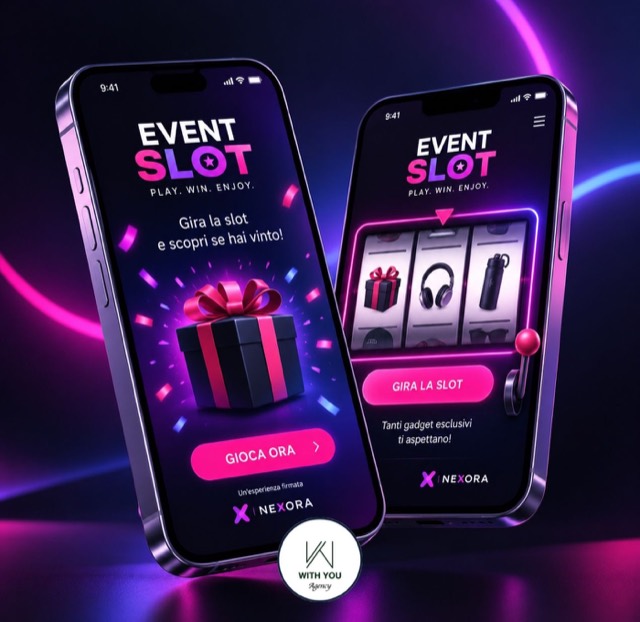 9:41
EVENT
SLOT
PLAY. WIN. ENJOY.
Gira la slot
e scopri se hai vinto!
GIOCA ORA
Un'esperienza firmata
X | NEXORA
9:41
EVENT
SLOT
PLAY. WIN. ENJOY.
GIRA LA SLOT
Tanti gadget esclusivi
ti aspettano!
X | NEXORA
WITH YOU
Agency